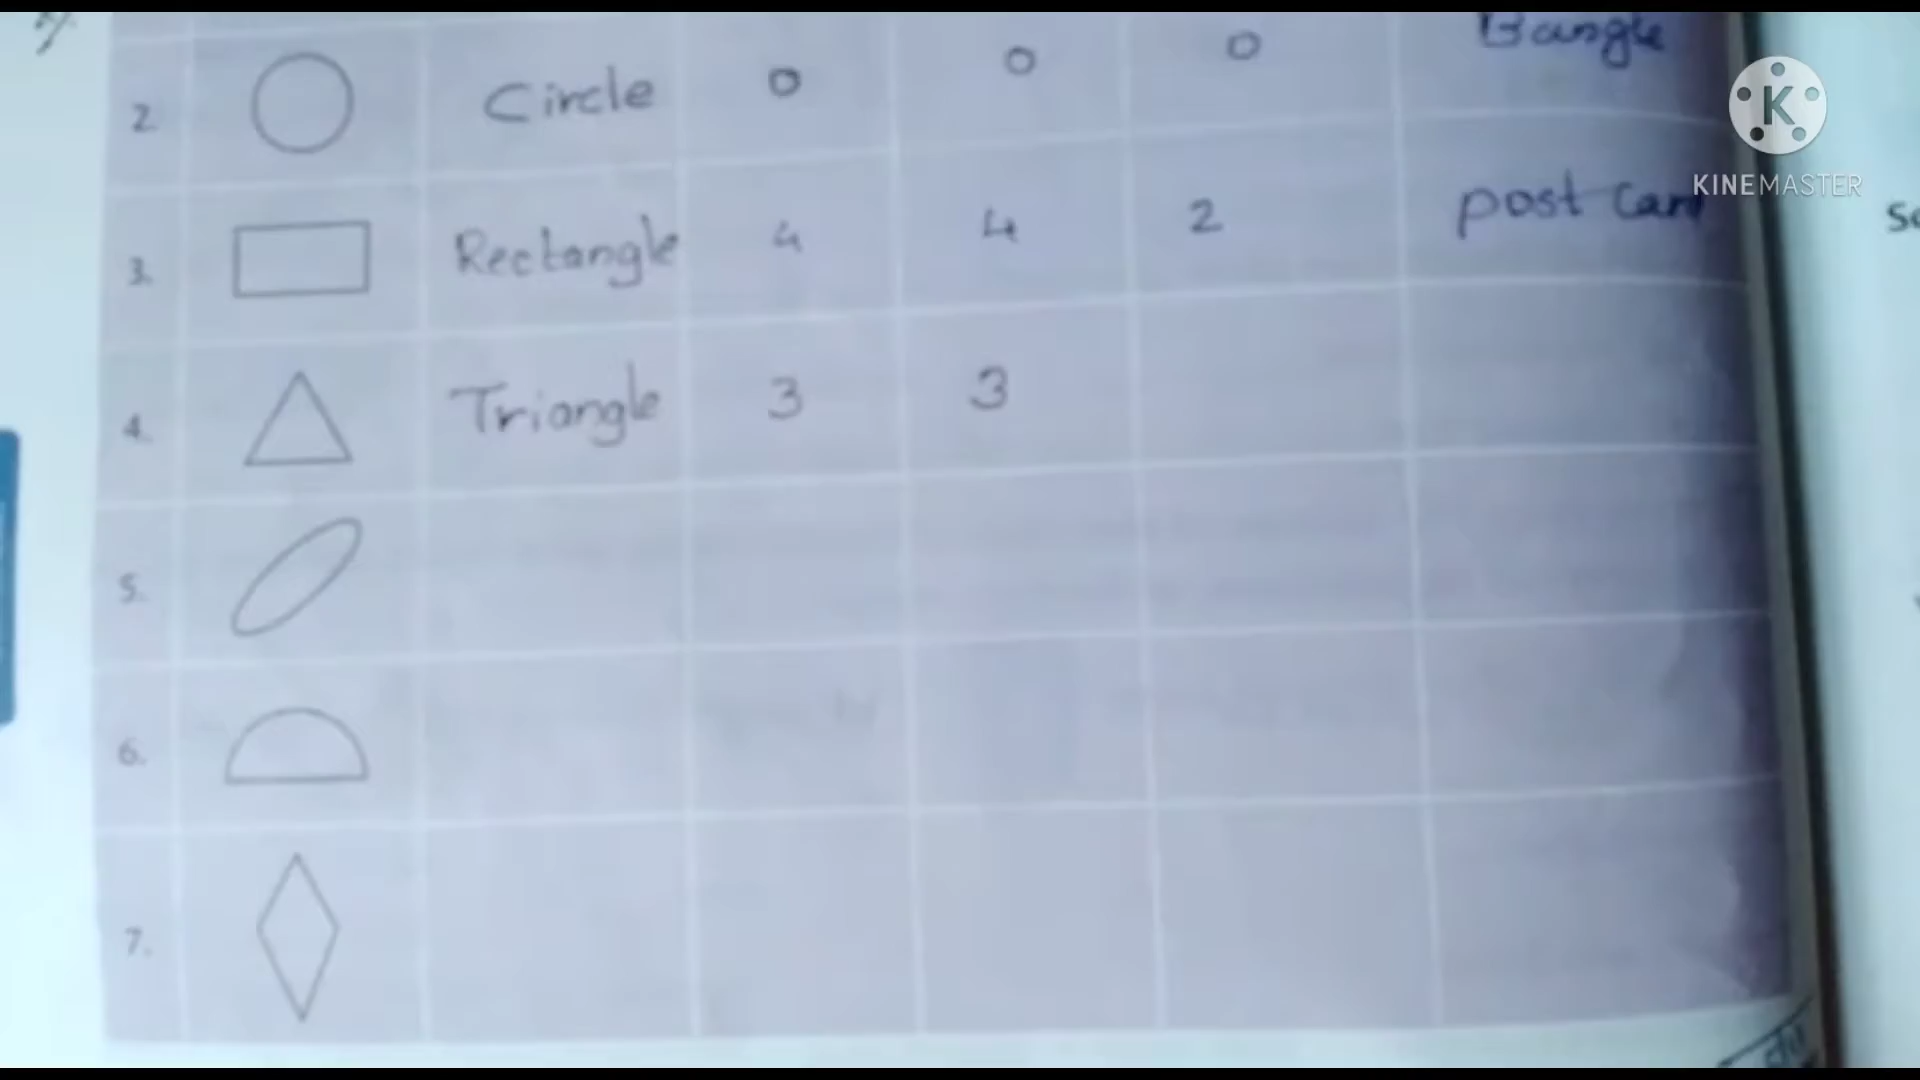 Bangle
2. Circle 0 0 0
KINEMASTER
3. Rectangle 4 4 2 post Card
4. Triangle 3 3
5.
6.
7.